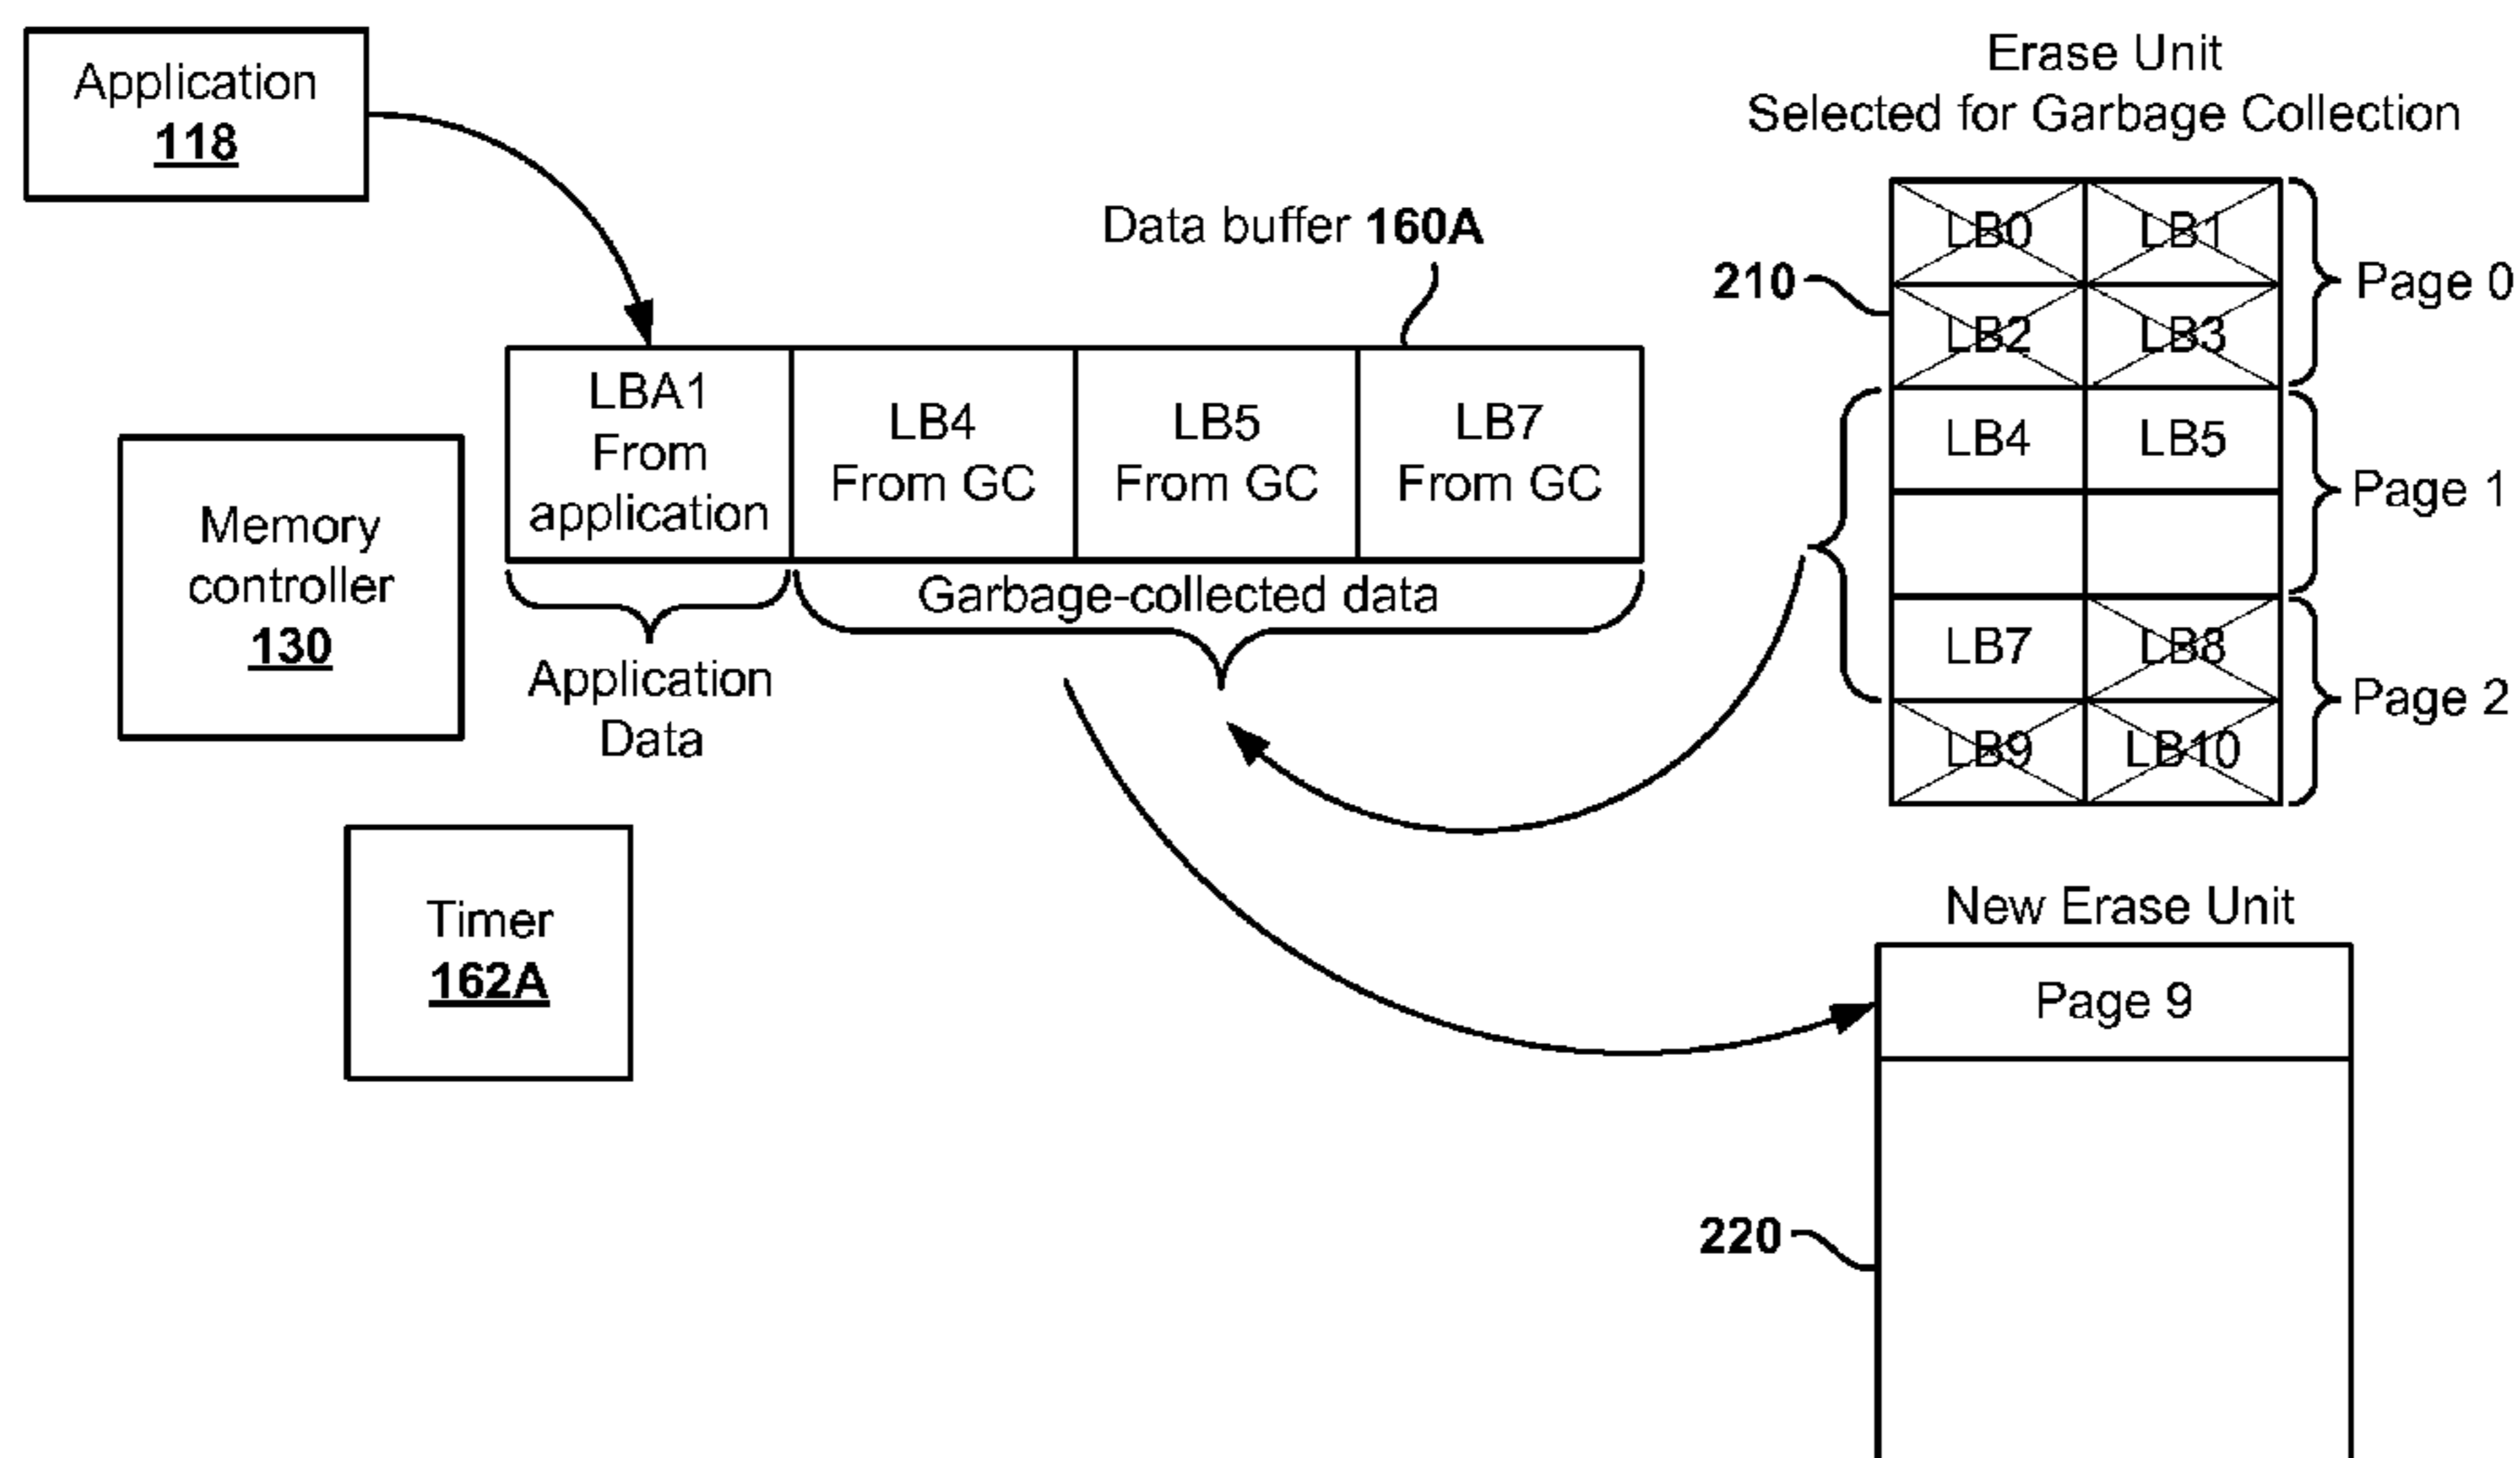 Application
118
Erase Unit
Selected for Garbage Collection
Data buffer 160A
210
LB0
LB1
LB2
LB3
Page 0
LB4
LB5
Page 1
LB7
LB8
LB9
LB10
Page 2
LBA1
From
application
LB4
From GC
LB5
From GC
LB7
From GC
Memory
controller
130
Garbage-collected data
Application
Data
Timer
162A
New Erase Unit
Page 9
220